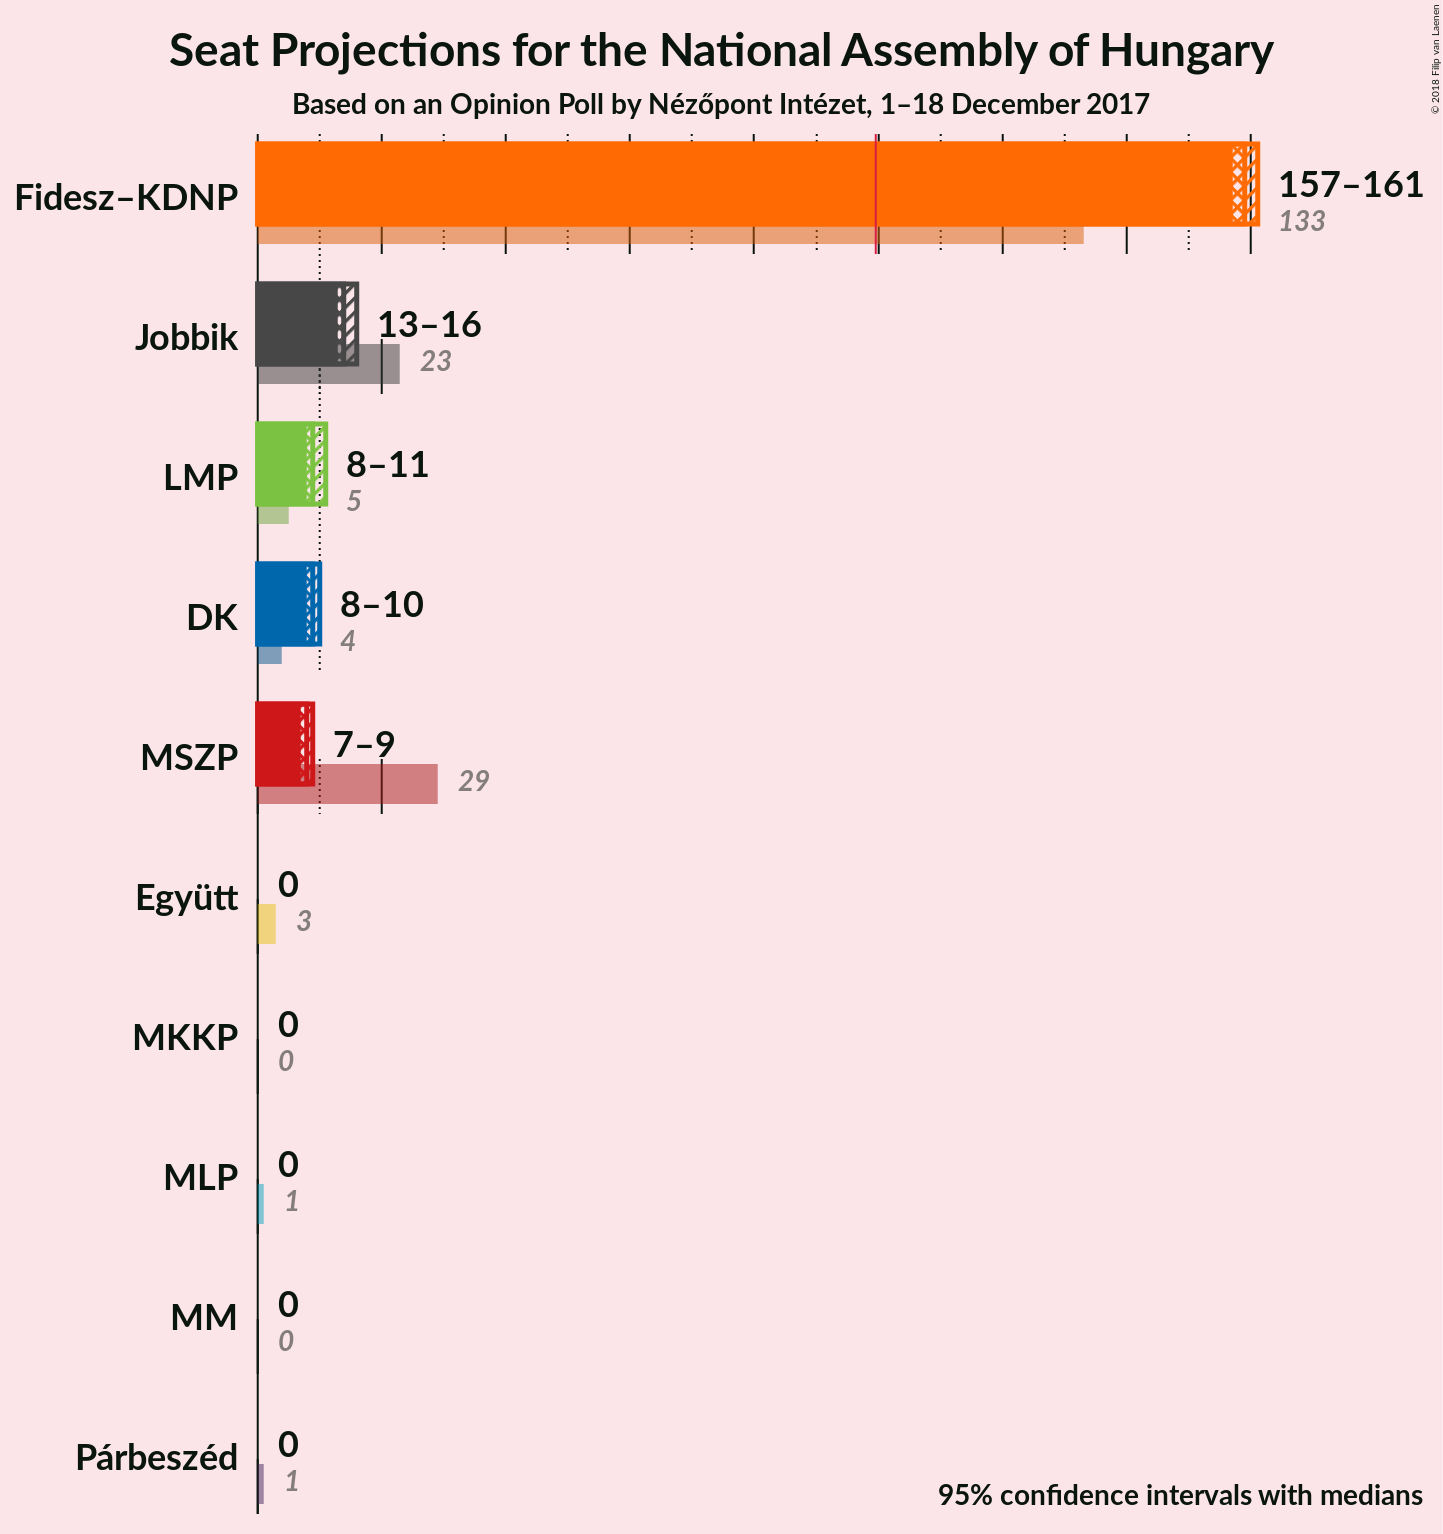 Seat Projections for the National Assembly of Hungary
Based on an Opinion Poll by Nézőpont Intézet, 1–18 December 2017
© 2018 Filip van Laenen
Fidesz–KDNP
157–161
133
Jobbik
13–16
23
LMP
8–11
5
DK
8–10
4
MSZP
7–9
29
Együtt
0
3
MKKP
0
0
MLP
0
1
MM
0
0
Párbeszéd
0
1
95% confidence intervals with medians